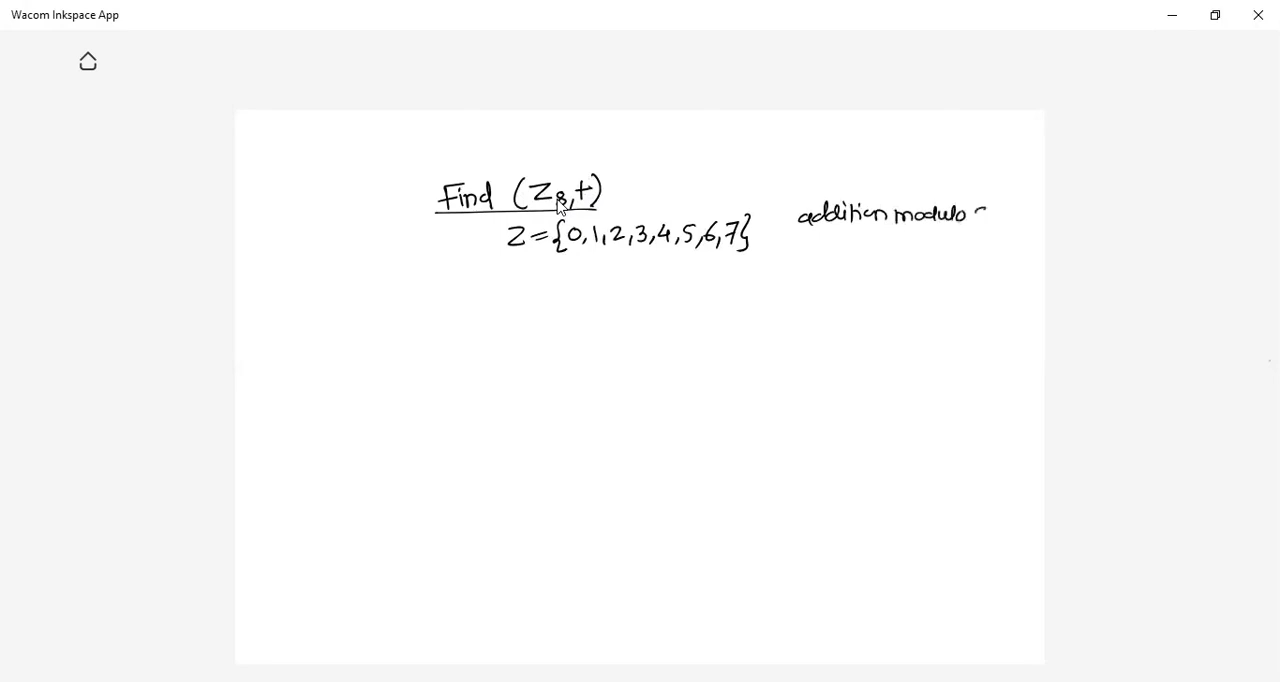 Wacom Inkspace App
Find (Z8,+)
Z={0,1,2,3,4,5,6,7}
addition modulo